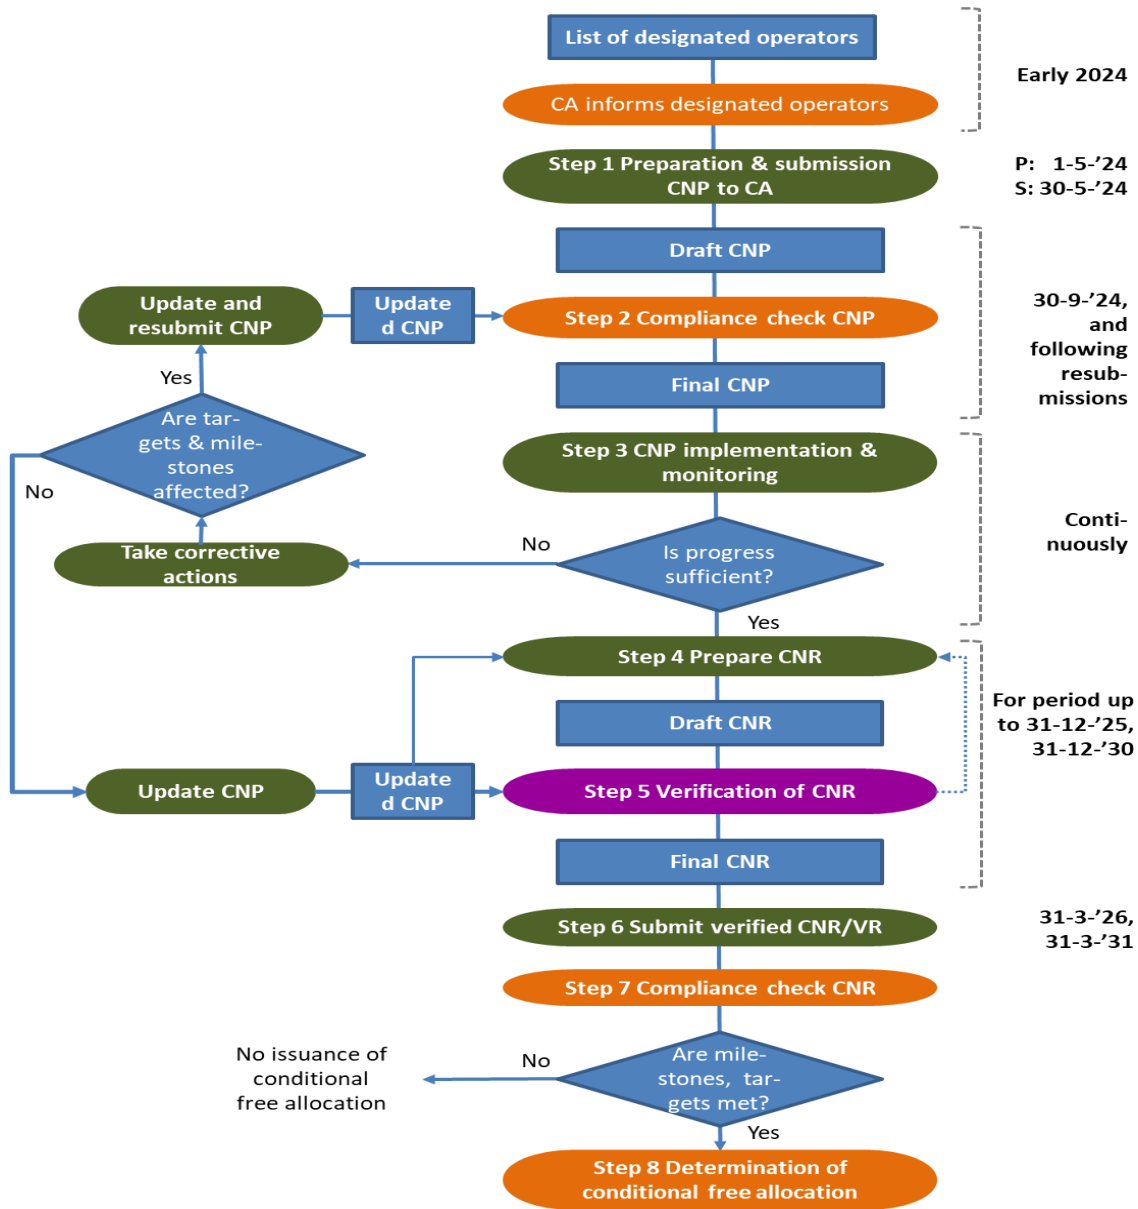 List of designated operators
Early 2024
CA informs designated operators
Step 1 Preparation & submission
CNP to CA
P: 1-5-’24
S: 30-5-’24
Draft CNP
Update and
resubmit CNP
Update
d CNP
Step 2 Compliance check CNP
30-9-’24,
and
following
resub-
missions
Final CNP
Yes
Are tar-
gets & mile-
stones
affected?
No
Step 3 CNP implementation &
monitoring
Conti-
nuously
Take corrective
actions
No
Is progress
sufficient?
Yes
Step 4 Prepare CNR
Draft CNR
For period up
to 31-12-’25,
31-12-’30
Update CNP
Update
d CNP
Step 5 Verification of CNR
Final CNR
Step 6 Submit verified CNR/VR
31-3-’26,
31-3-’31
Step 7 Compliance check CNR
No issuance of
conditional
free allocation
No
Are mile-
stones, tar-
gets met?
Yes
Step 8 Determination of
conditional free allocation